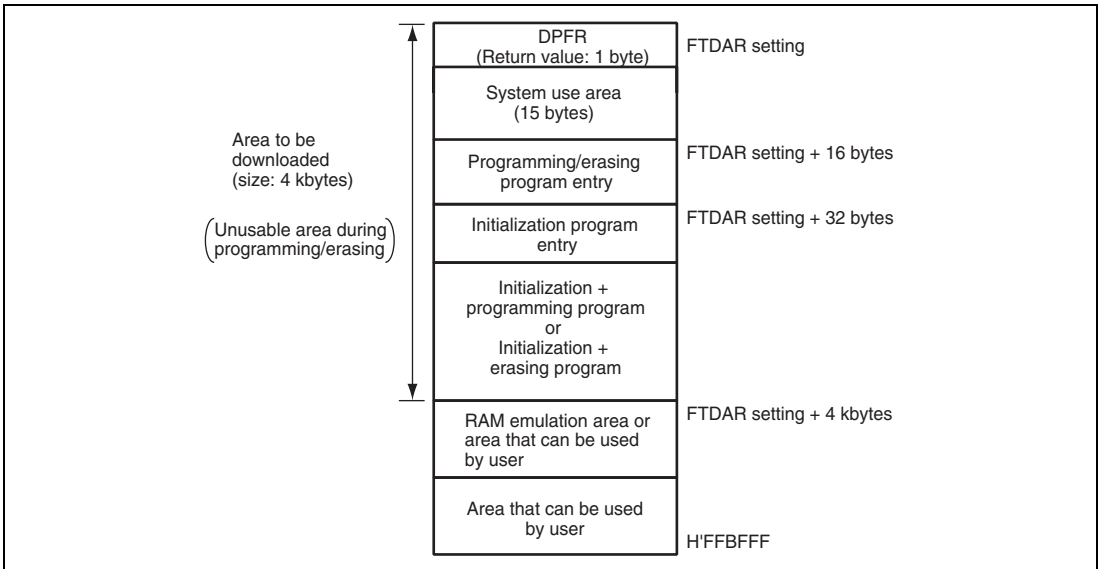 DPFR
(Return value: 1 byte)
FTDAR setting
System use area
(15 bytes)
Area to be
downloaded
(size: 4 kbytes)
(Unusable area during
programming/erasing)
Programming/erasing
program entry
FTDAR setting + 16 bytes
Initialization program
entry
FTDAR setting + 32 bytes
Initialization +
programming program
or
Initialization +
erasing program
RAM emulation area or
area that can be used
by user
FTDAR setting + 4 kbytes
Area that can be used
by user
H'FFBFFF